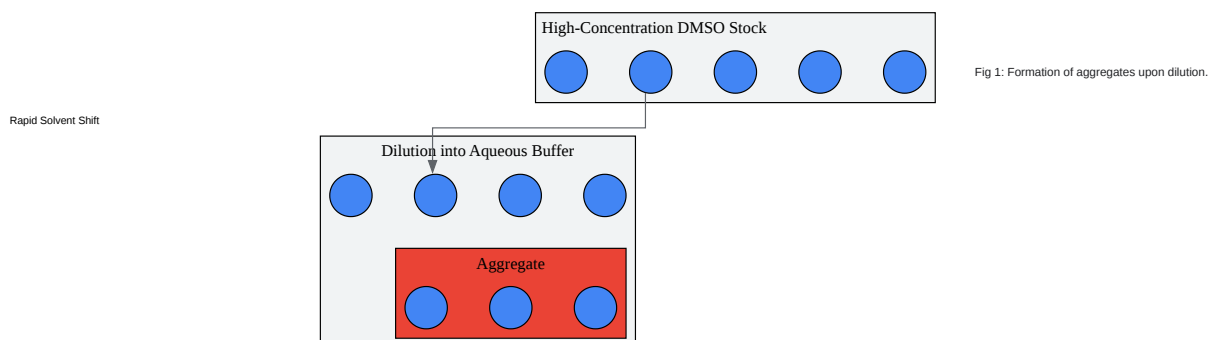 High-Concentration DMSO Stock
Fig 1: Formation of aggregates upon dilution.
Rapid Solvent Shift
Dilution into Aqueous Buffer
Aggregate